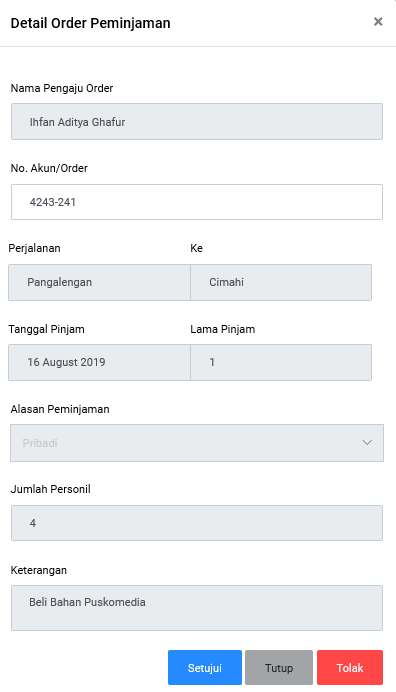 Detail Order Peminjaman ×
Nama Pengaju Order
Ihfan Aditya Ghafur
No. Akun/Order
4243-241
Perjalanan Ke
Pangalengan Cimahi
Tanggal Pinjam Lama Pinjam
16 August 2019 1
Alasan Peminjaman
Pribadi
Jumlah Personil
4
Keterangan
Beli Bahan Puskomedia
Setujui Tutup Tolak